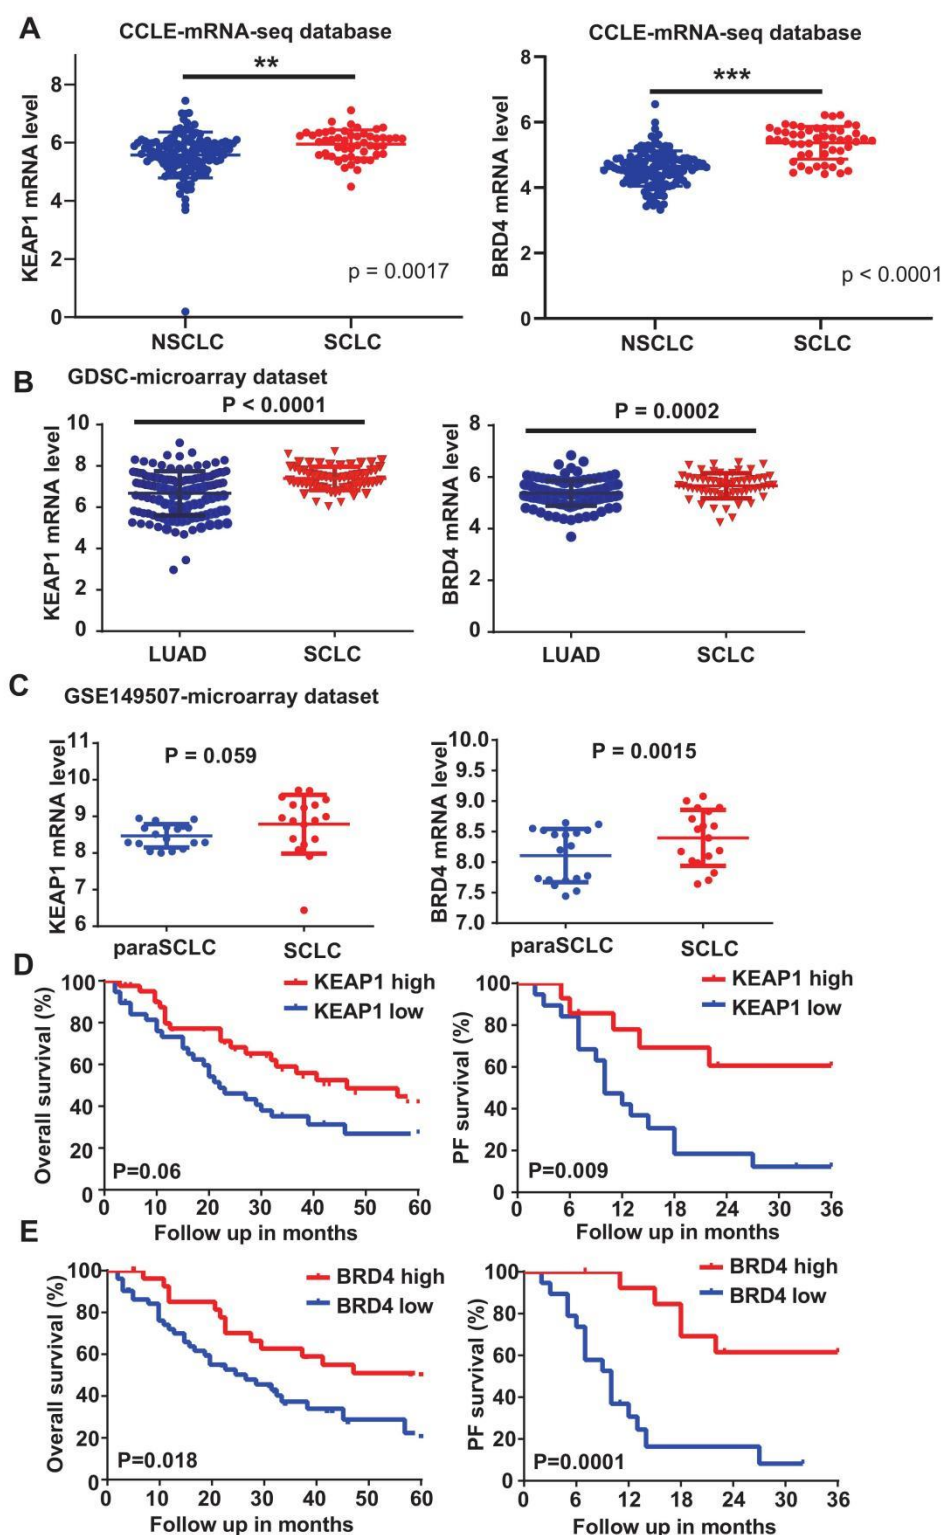 A
CCLE-mRNA-seq database
KEAP1 mRNA level
8
6
4
2
0
**
p = 0.0017
NSCLC
SCLC
CCLE-mRNA-seq database
BRD4 mRNA level
8
6
4
2
0
***
p < 0.0001
NSCLC
SCLC
B
GDSC-microarray dataset
P < 0.0001
KEAP1 mRNA level
10
8
6
4
2
0
LUAD
SCLC
P = 0.0002
BRD4 mRNA level
8
6
4
2
0
LUAD
SCLC
C
GSE149507-microarray dataset
KEAP1 mRNA level
11
10
9
8
7
6
P = 0.059
paraSCLC
SCLC
BRD4 mRNA level
10.0
9.5
9.0
8.5
8.0
7.5
7.0
P = 0.0015
paraSCLC
SCLC
D
Overall survival (%)
100
80
60
40
20
0
KEAP1 high
KEAP1 low
P=0.06
0 10 20 30 40 50 60
Follow up in months
PF survival (%)
100
80
60
40
20
0
KEAP1 high
KEAP1 low
P=0.009
0 6 12 18 24 30 36
Follow up in months
E
Overall survival (%)
100
80
60
40
20
0
BRD4 high
BRD4 low
P=0.018
0 10 20 30 40 50 60
Follow up in months
PF survival (%)
100
80
60
40
20
0
BRD4 high
BRD4 low
P=0.0001
0 6 12 18 24 30 36
Follow up in months